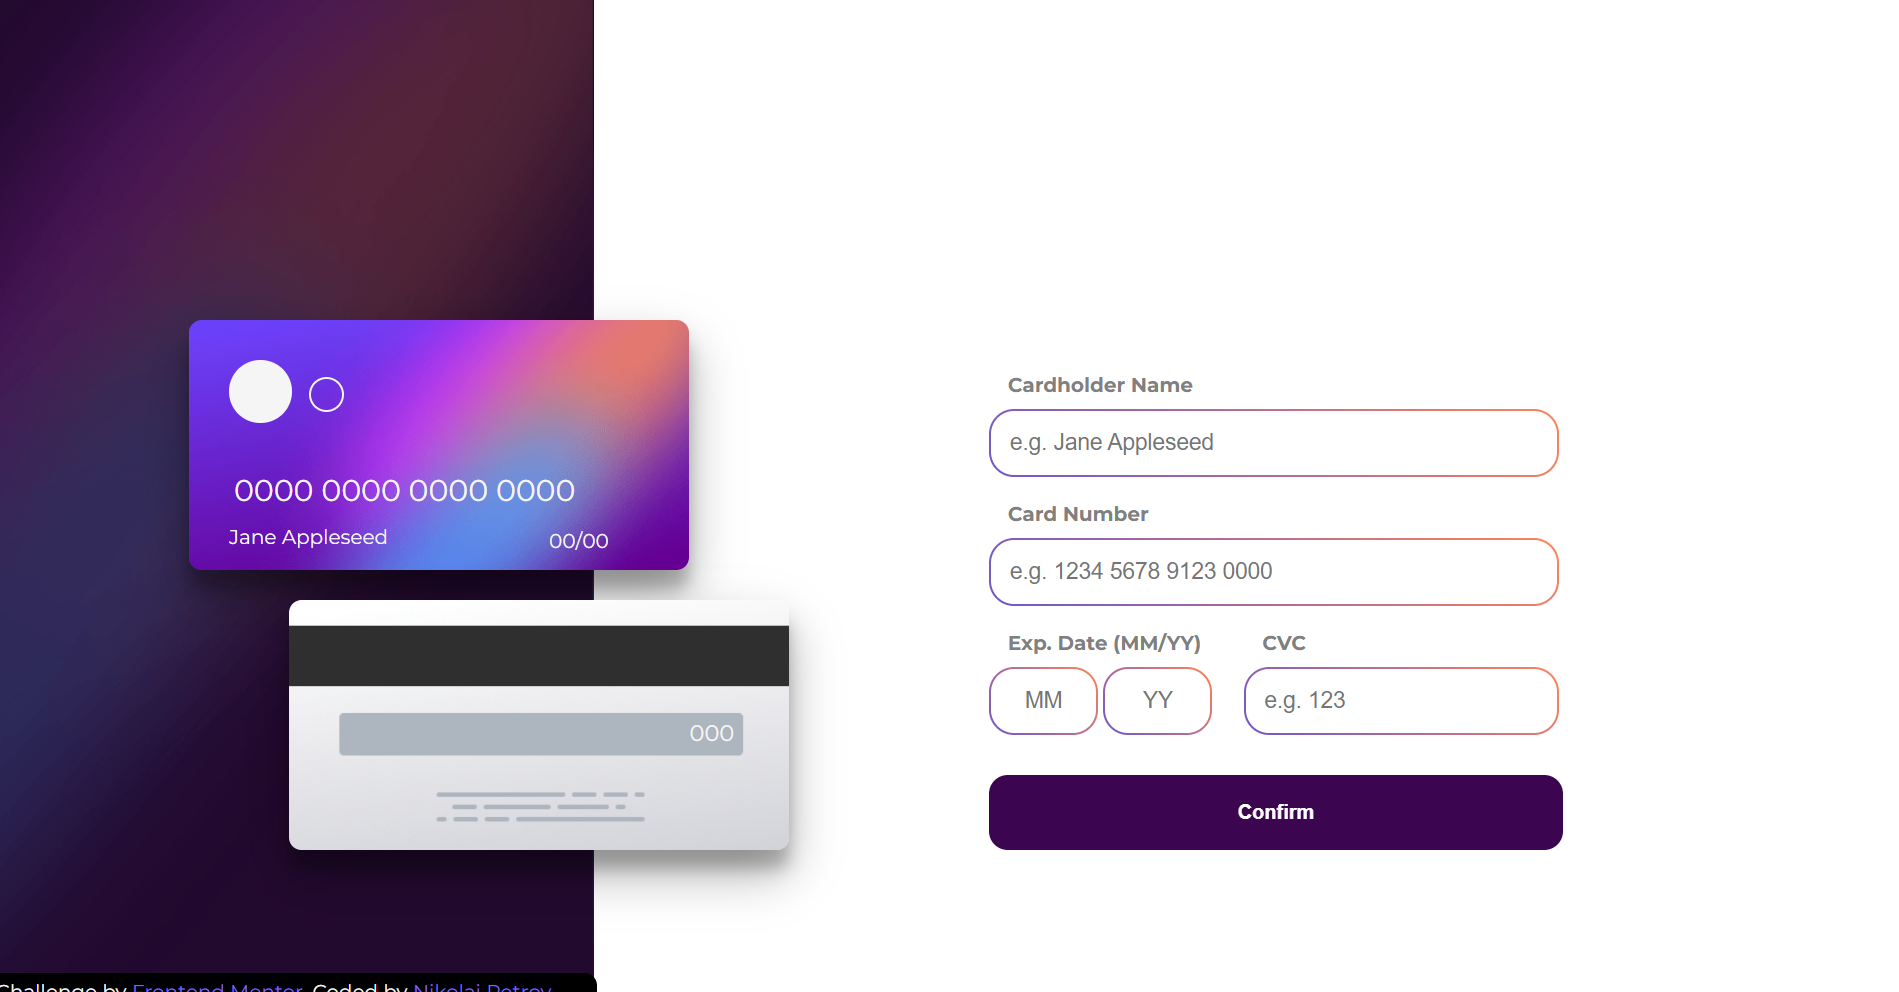 0000 0000 0000 0000
Jane Appleseed
00/00
000
Cardholder Name
e.g. Jane Appleseed
Card Number
e.g. 1234 5678 9123 0000
Exp. Date (MM/YY) CVC
MM YY e.g. 123
Confirm
Challenge by Frontend Mentor. Coded by Nikolai Petrov